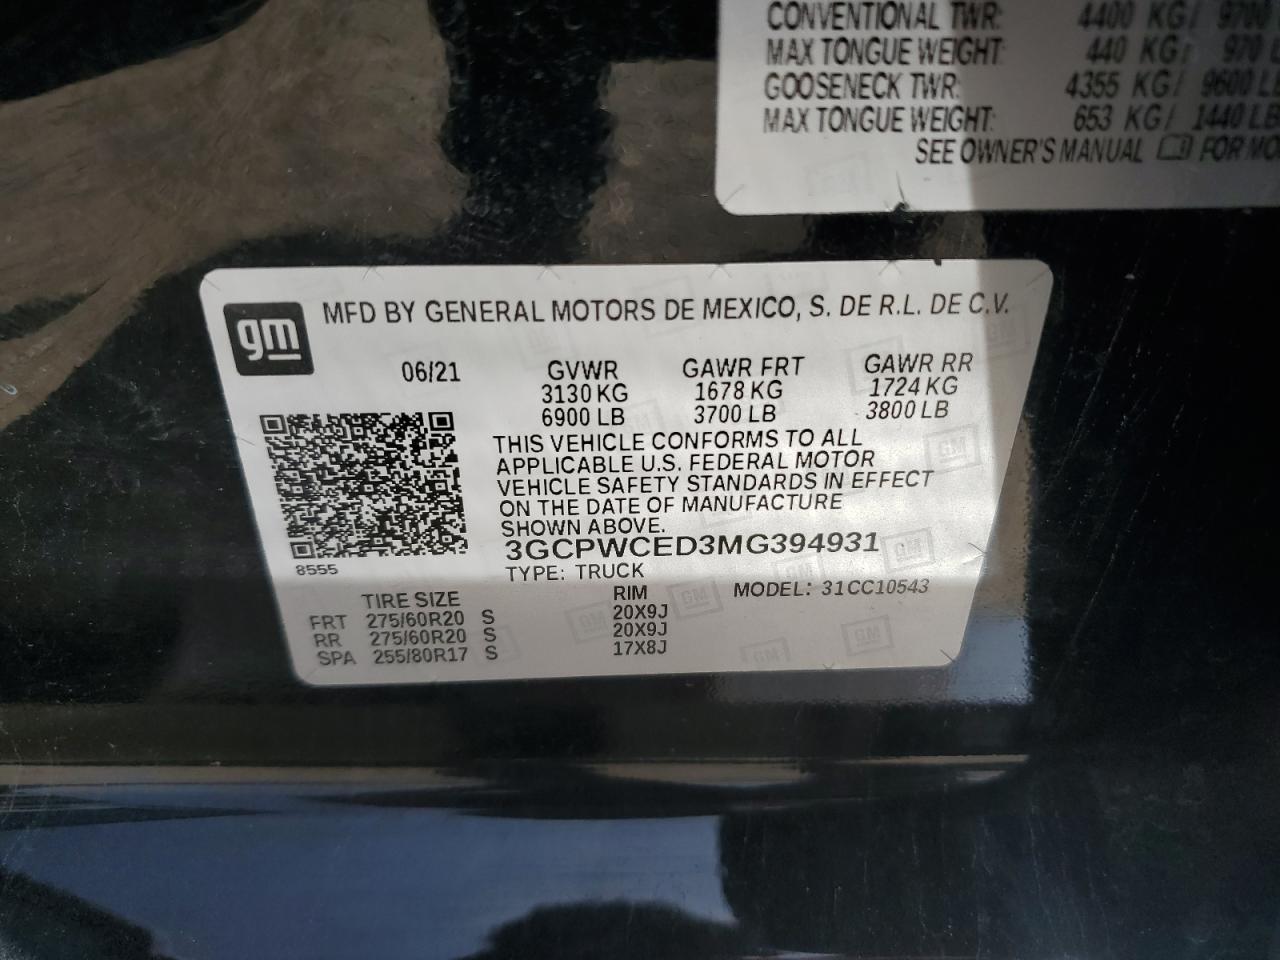 CONVENTIONAL TWR: 4400 KG/ 9700
MAX TONGUE WEIGHT: 440 KG/ 970
GOOSENECK TWR: 4355 KG/ 9600 LB
MAX TONGUE WEIGHT: 653 KG/ 1440 LB
SEE OWNER'S MANUAL FOR MO
gm
MFD BY GENERAL MOTORS DE MEXICO, S. DE R.L. DE C.V.
06/21 GVWR GAWR FRT GAWR RR
3130 KG 1678 KG 1724 KG
6900 LB 3700 LB 3800 LB
THIS VEHICLE CONFORMS TO ALL
APPLICABLE U.S. FEDERAL MOTOR
VEHICLE SAFETY STANDARDS IN EFFECT
ON THE DATE OF MANUFACTURE
SHOWN ABOVE.
3GCPWCED3MG394931
8555
TYPE: TRUCK
MODEL: 31CC10543
TIRE SIZE RIM
FRT 275/60R20 S 20X9J
RR 275/60R20 S 20X9J
SPA 255/80R17 S 17X8J